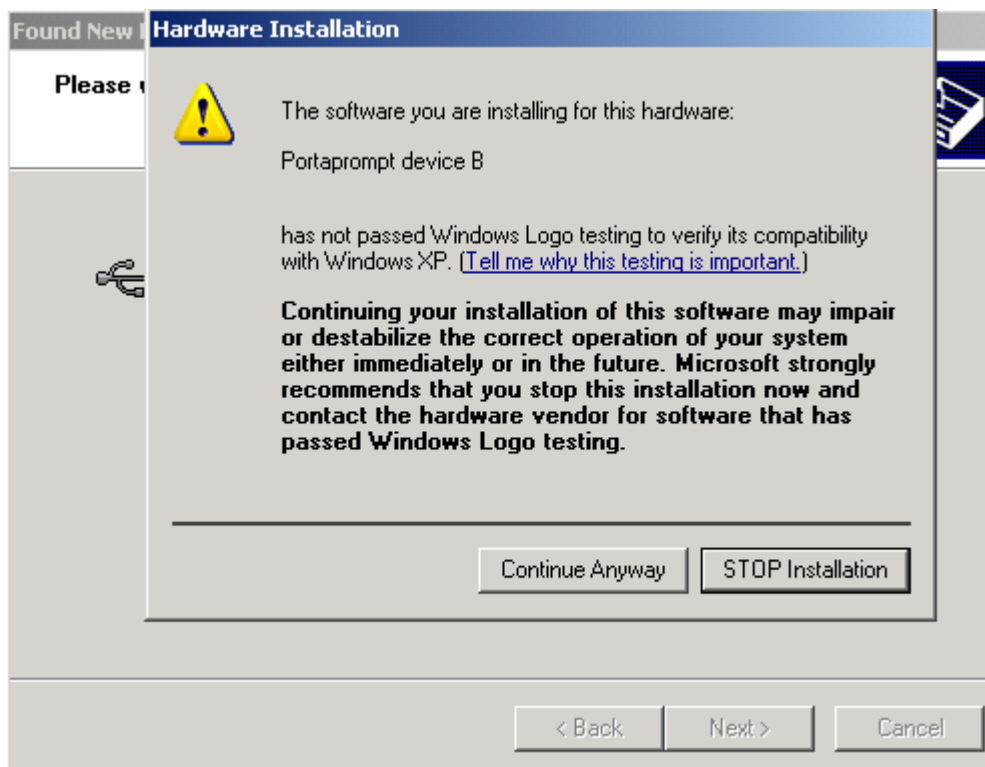 Found New
Hardware Installation
Please
The software you are installing for this hardware:
Portaprompt device B
has not passed Windows Logo testing to verify its compatibility
with Windows XP. (Tell me why this testing is important.)
Continuing your installation of this software may impair
or destabilize the correct operation of your system
either immediately or in the future. Microsoft strongly
recommends that you stop this installation now and
contact the hardware vendor for software that has
passed Windows Logo testing.
Continue Anyway
STOP Installation
< Back
Next >
Cancel